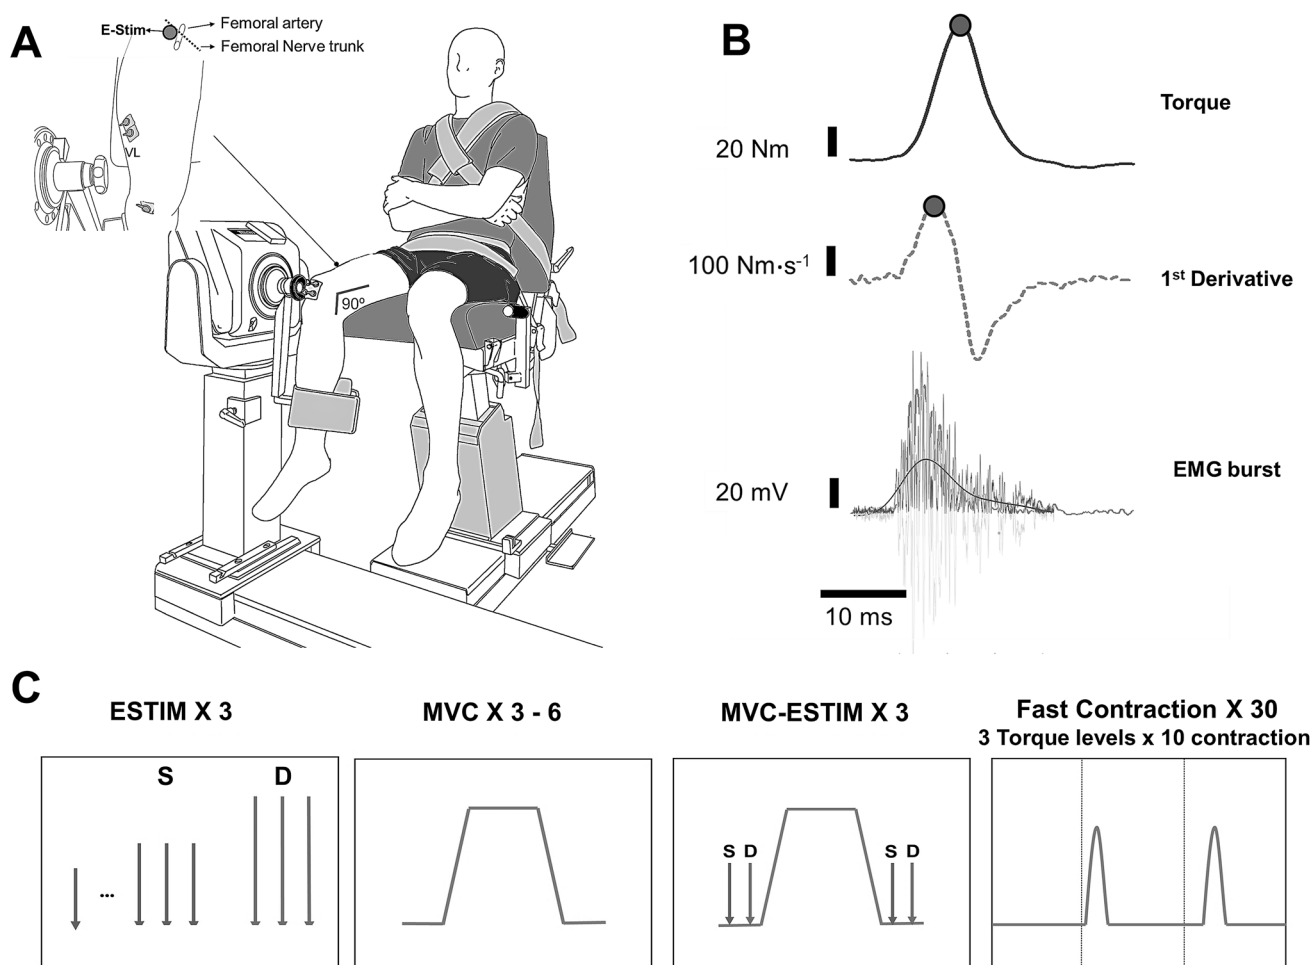 A
E-Stim
Femoral artery
Femoral Nerve trunk
VL
90º
B
Torque
20 Nm
100 Nm·s-1
1st Derivative
EMG burst
20 mV
10 ms
C
ESTIM X 3
MVC X 3 - 6
MVC-ESTIM X 3
Fast Contraction X 30
3 Torque levels x 10 contraction
S
D
...
S D
S D